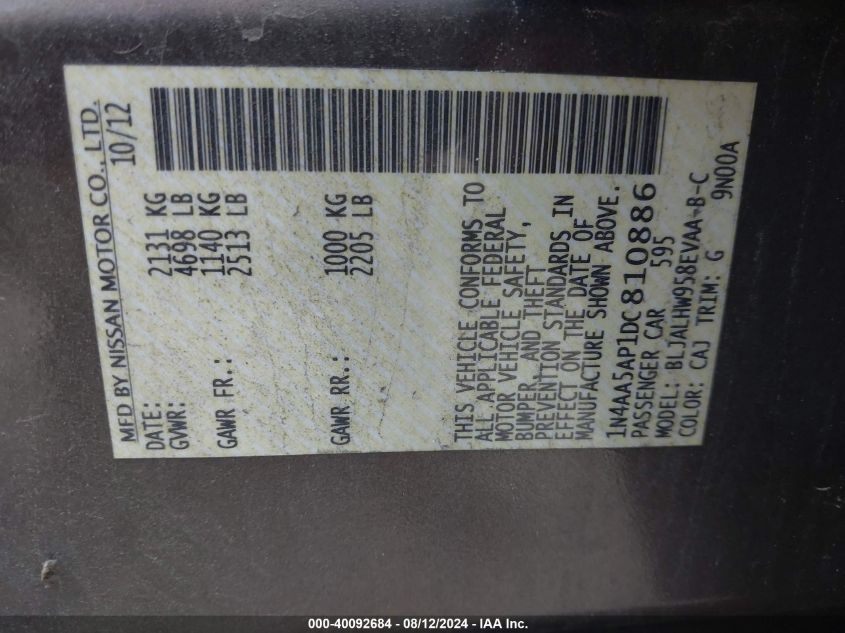 MFD BY NISSAN MOTOR CO., LTD.
DATE: 10/12
GVWR: 2131 KG
4698 LB
GAWR FR.: 1140 KG
2513 LB
GAWR RR.: 1000 KG
2205 LB
THIS VEHICLE CONFORMS TO
ALL APPLICABLE FEDERAL
MOTOR VEHICLE SAFETY,
BUMPER, AND THEFT
PREVENTION STANDARDS IN
EFFECT ON THE DATE OF
MANUFACTURE SHOWN ABOVE.
1N4AA5AP1DC810886
PASSENGER CAR 595
MODEL: BLJALHW958EVAA-B-C
COLOR: CAJ TRIM: G 9N00A
000-40092684 - 08/12/2024 - IAA Inc.